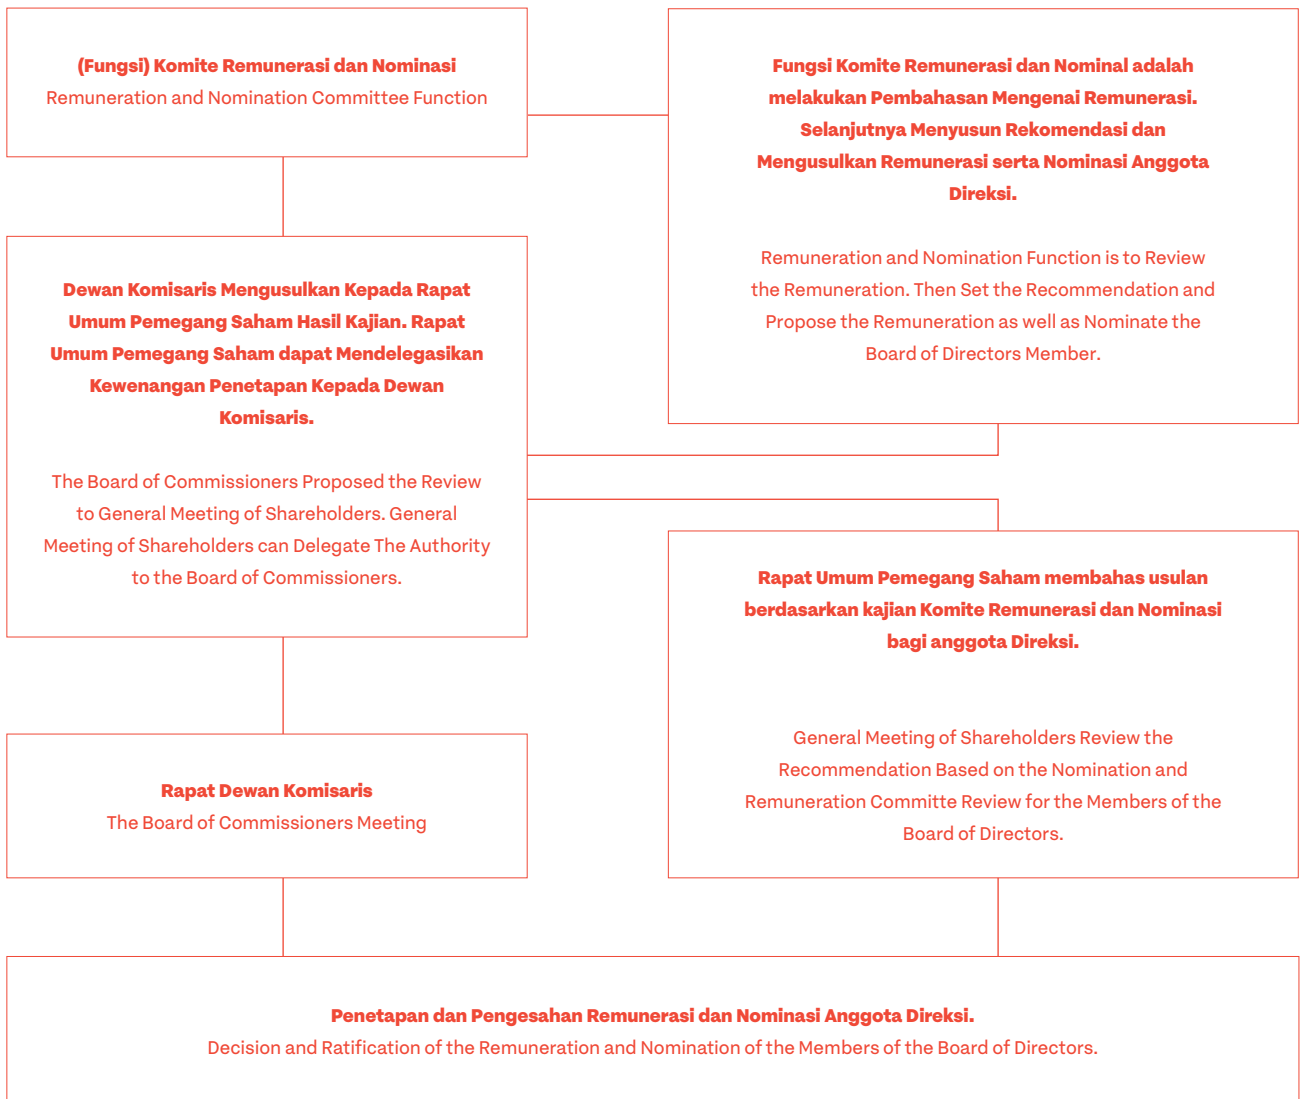 (Fungsi) Komite Remunerasi dan Nominasi
Remuneration and Nomination Committee Function
Fungsi Komite Remunerasi dan Nominal adalah
melakukan Pembahasan Mengenai Remunerasi.
Selanjutnya Menyusun Rekomendasi dan
Mengusulkan Remunerasi serta Nominasi Anggota
Direksi.
Remuneration and Nomination Function is to Review
the Remuneration. Then Set the Recommendation and
Propose the Remuneration as well as Nominate the
Board of Directors Member.
Dewan Komisaris Mengusulkan Kepada Rapat
Umum Pemegang Saham Hasil Kajian. Rapat
Umum Pemegang Saham dapat Mendelegasikan
Kewenangan Penetapan Kepada Dewan
Komisaris.
The Board of Commissioners Proposed the Review
to General Meeting of Shareholders. General
Meeting of Shareholders can Delegate The Authority
to the Board of Commissioners.
Rapat Umum Pemegang Saham membahas usulan
berdasarkan kajian Komite Remunerasi dan Nominasi
bagi anggota Direksi.
General Meeting of Shareholders Review the
Recommendation Based on the Nomination and
Remuneration Committe Review for the Members of the
Board of Directors.
Rapat Dewan Komisaris
The Board of Commissioners Meeting
Penetapan dan Pengesahan Remunerasi dan Nominasi Anggota Direksi.
Decision and Ratification of the Remuneration and Nomination of the Members of the Board of Directors.